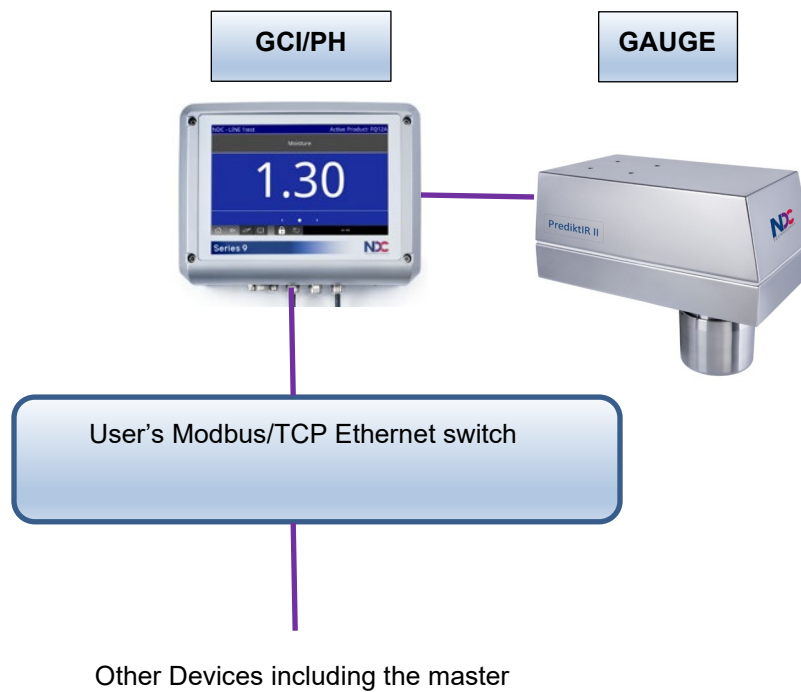 GCI/PH
GAUGE
NDC - LINE 1test Active Product: FQ12A
Moisture
1.30
Series 9
NDC
PrediktIR II
NDC
User's Modbus/TCP Ethernet switch
Other Devices including the master